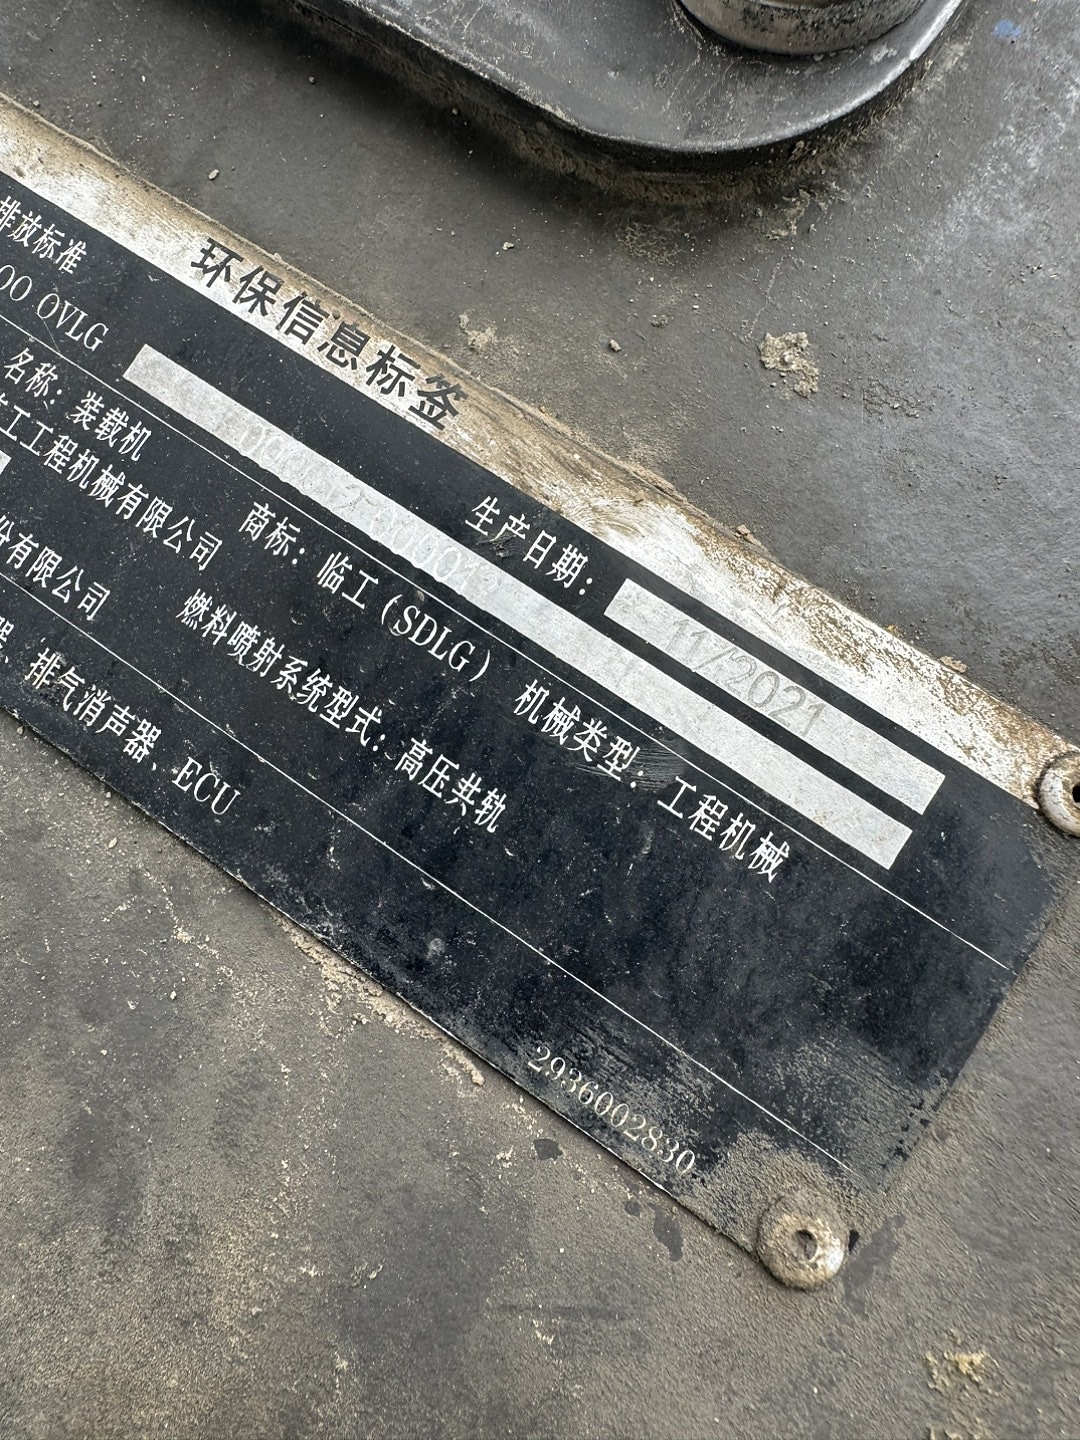 环保信息标签
排放标准
生产日期：
11/2021
OO OVLG
名称：装载机
商标：临工（SDLG）
机械类型：工程机械
工工程机械有限公司
燃料喷射系统型式：高压共轨
份有限公司
器、排气消声器、ECU
2936002830